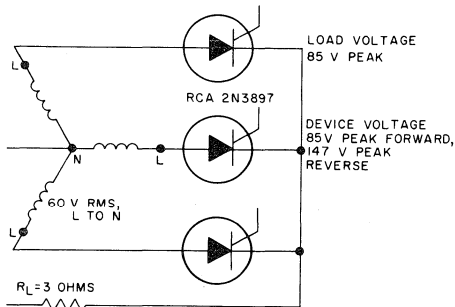 LOAD VOLTAGE
85 V PEAK
L
RCA 2N3897
DEVICE VOLTAGE
85V PEAK FORWARD,
147 V PEAK
REVERSE
N
L
60 V RMS,
L TO N
L
RL=3 OHMS